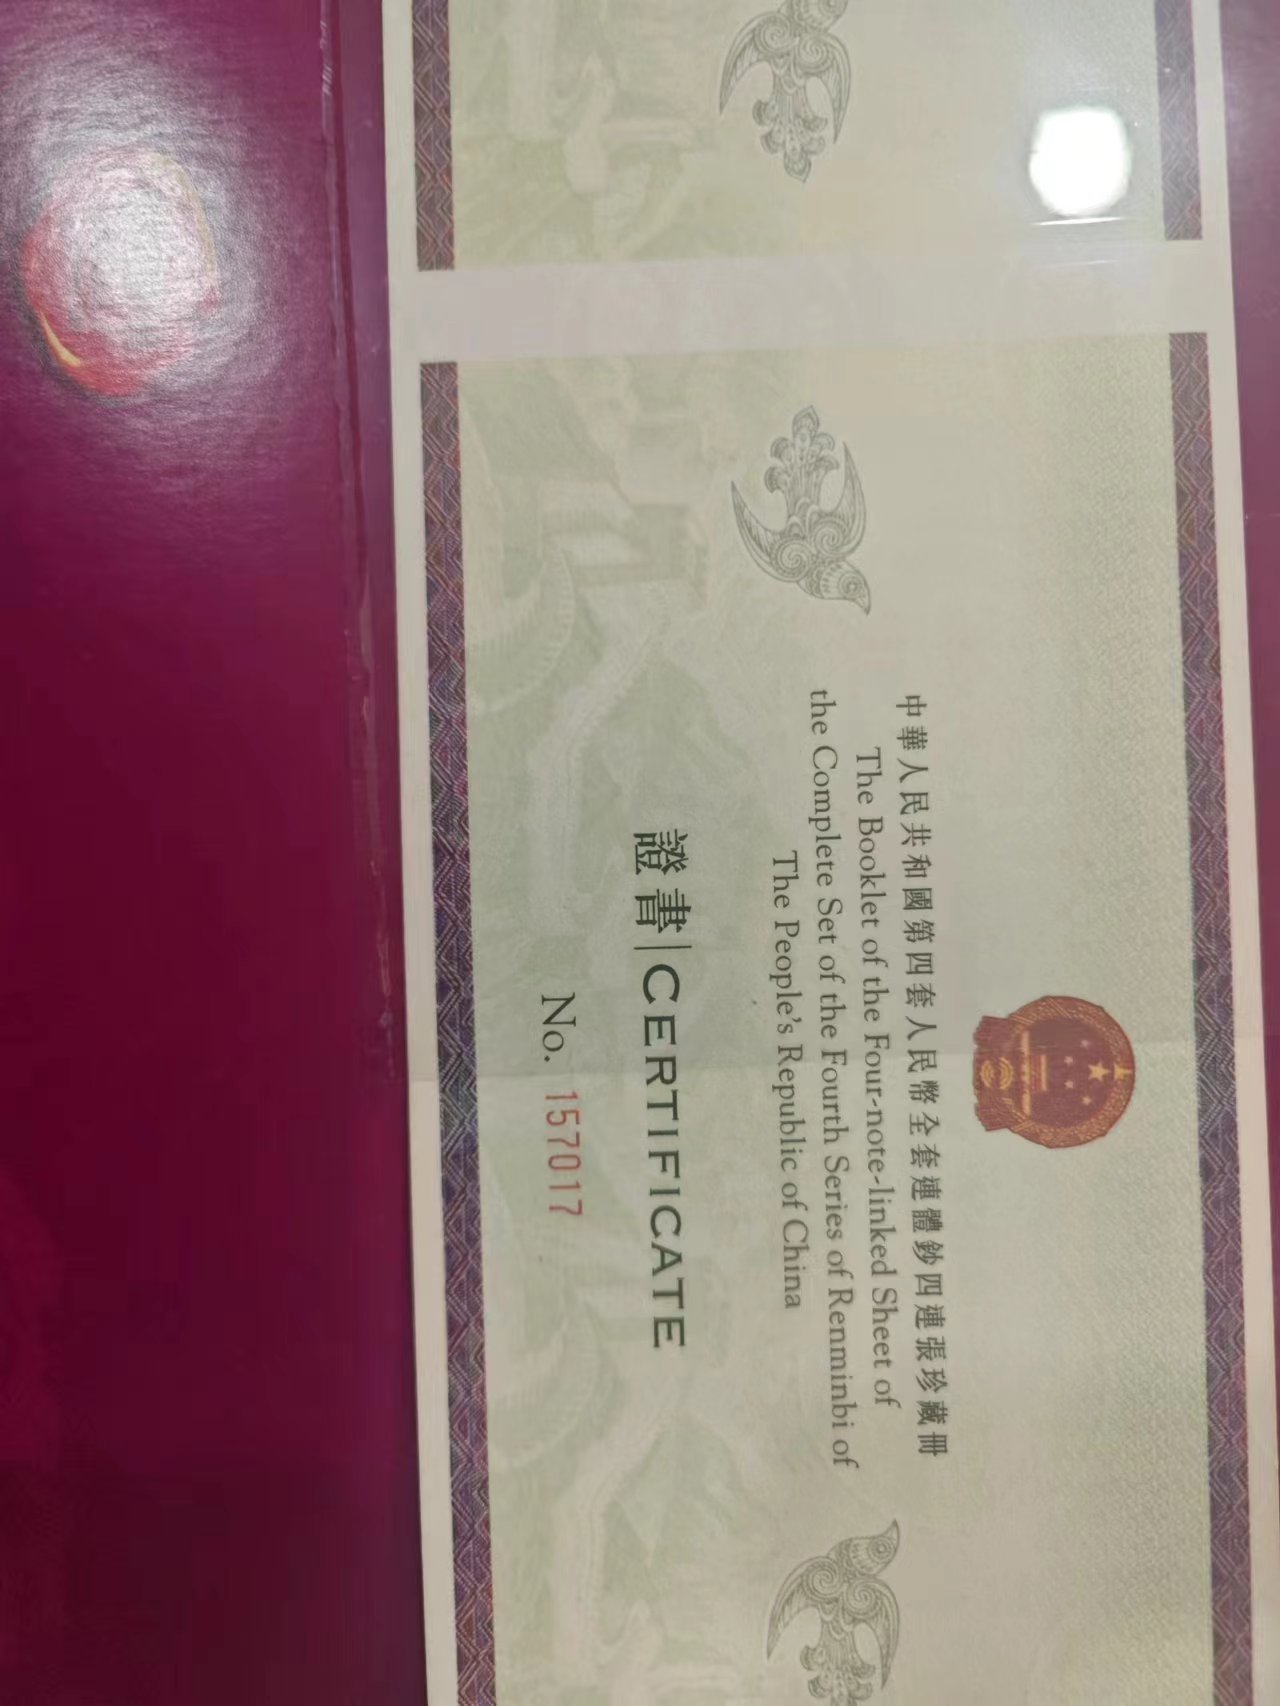 中華人民共和國第四套人民幣全套連體鈔四連張珍藏冊
The Booklet of the Four-note-linked Sheet of
the Complete Set of the Fourth Series of Renminbi of
The People's Republic of China
證書|CERTIFICATE
No. 157017